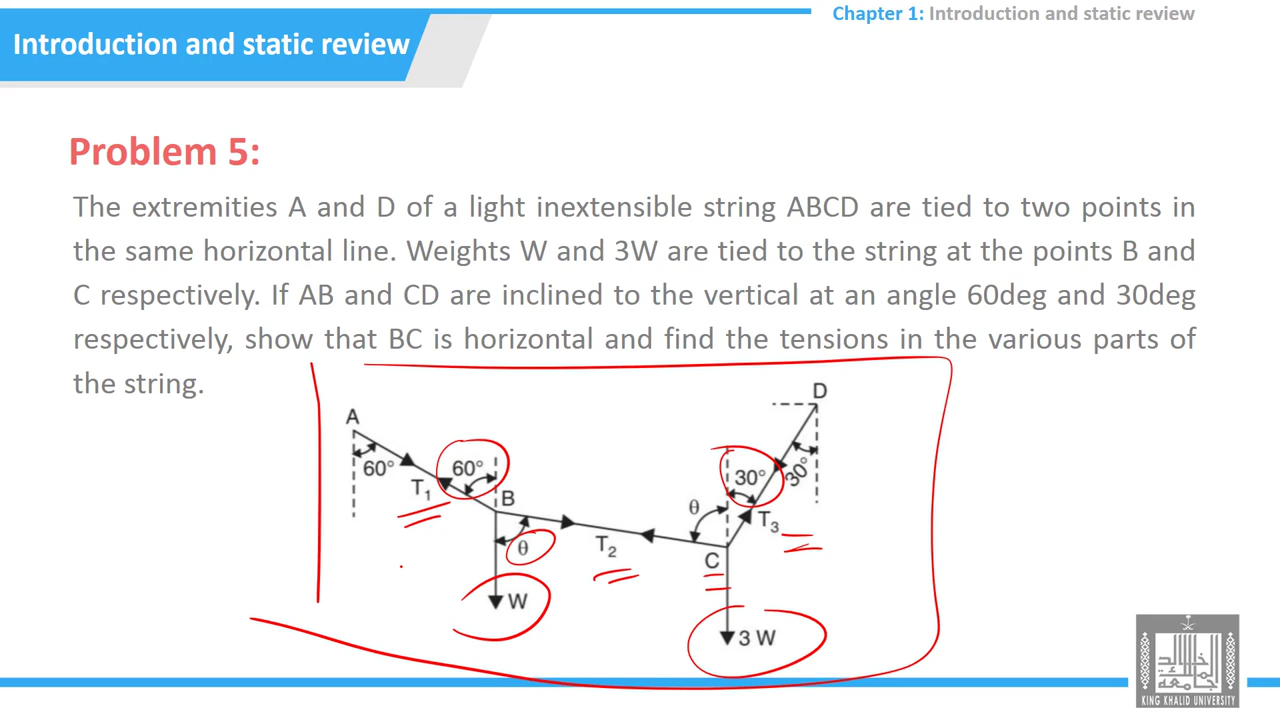 Chapter 1: Introduction and static review
Introduction and static review
Problem 5:
The extremities A and D of a light inextensible string ABCD are tied to two points in
the same horizontal line. Weights W and 3W are tied to the string at the points B and
C respectively. If AB and CD are inclined to the vertical at an angle 60deg and 30deg
respectively, show that BC is horizontal and find the tensions in the various parts of
the string.
A
D
60°
60°
30°
30°
T1
B
θ
T3
θ
T2
C
W
3 W
جامعة الملك خالد
KING KHALID UNIVERSITY